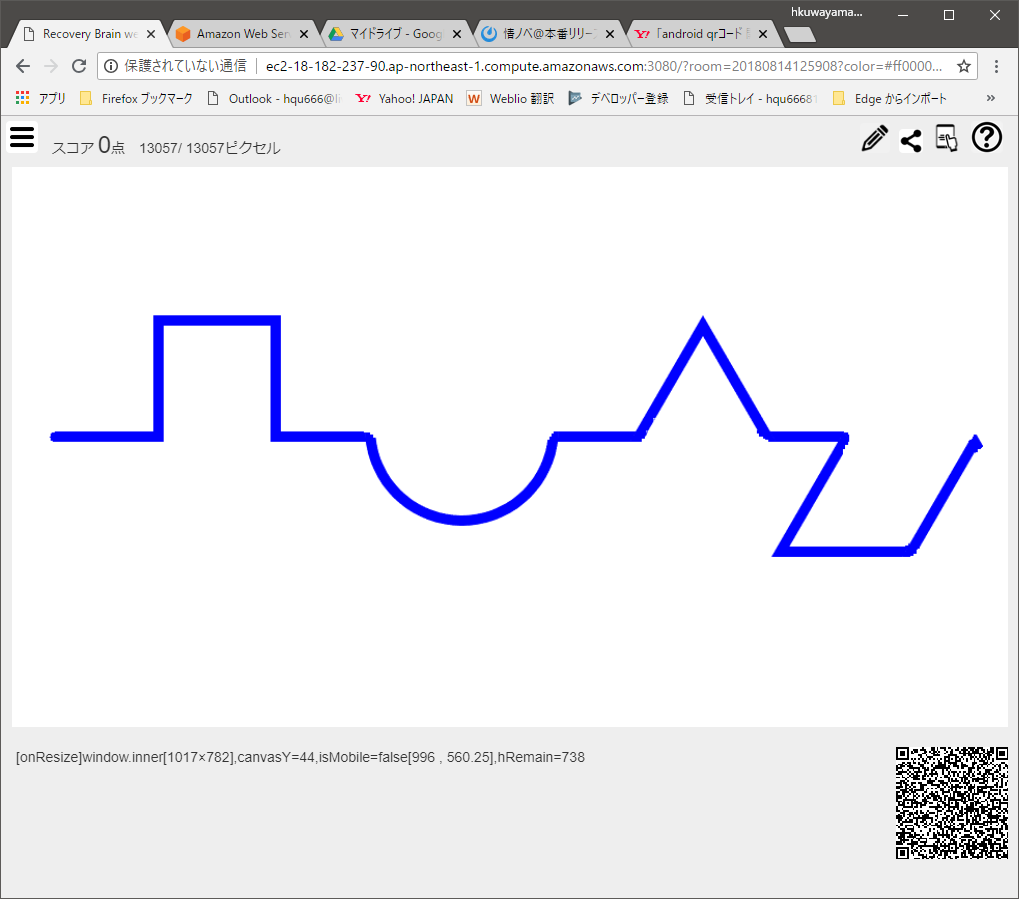 hkuwayama...
Recovery Brain we
Amazon Web Serv
マイドライブ - Goog
情ノベ@本番リリース
「android qrコード 
保護されていない通信 ec2-18-182-237-90.ap-northeast-1.compute.amazonaws.com:3080/?room=20180814125908?color=#ff0000...
アプリ Firefox ブックマーク Outlook - hqu666@li Yahoo! JAPAN Weblio 翻訳 デベロッパー登録 受信トレイ - hqu66681 Edge からインポート »
スコア 0点 13057/ 13057ピクセル
[onResize]window.inner[1017×782],canvasY=44,isMobile=false[996 , 560.25],hRemain=738